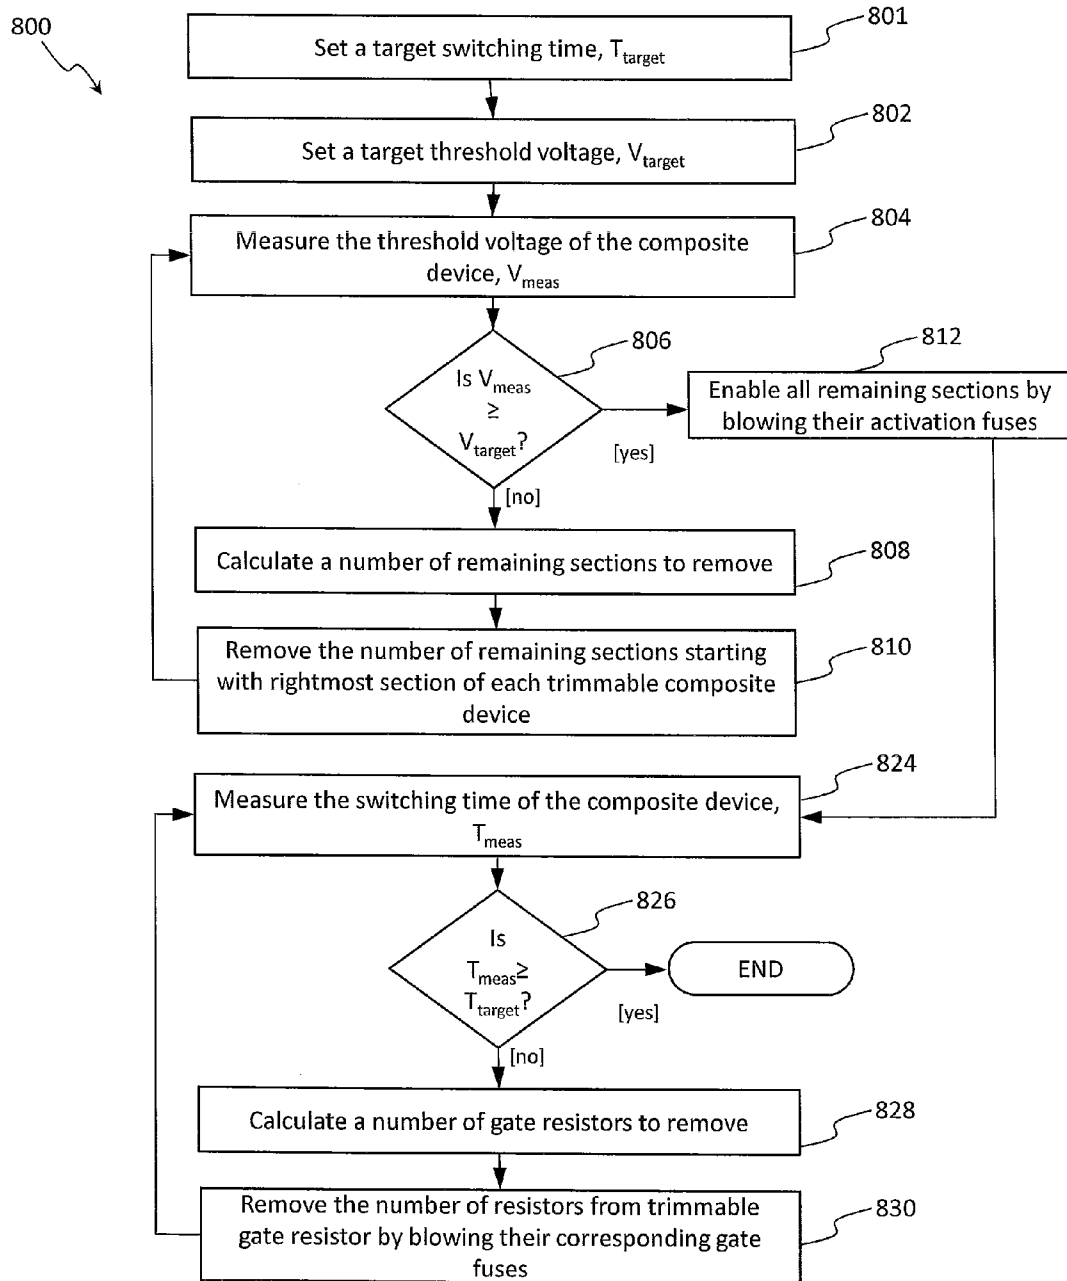 800
801
Set a target switching time, Ttarget
802
Set a target threshold voltage, Vtarget
804
Measure the threshold voltage of the composite
device, Vmeas
806
Is Vmeas
≥
Vtarget?
[yes]
[no]
812
Enable all remaining sections by
blowing their activation fuses
808
Calculate a number of remaining sections to remove
810
Remove the number of remaining sections starting
with rightmost section of each trimmable composite
device
824
Measure the switching time of the composite device,
Tmeas
826
Is
Tmeas≥
Ttarget?
[yes]
[no]
END
828
Calculate a number of gate resistors to remove
830
Remove the number of resistors from trimmable
gate resistor by blowing their corresponding gate
fuses